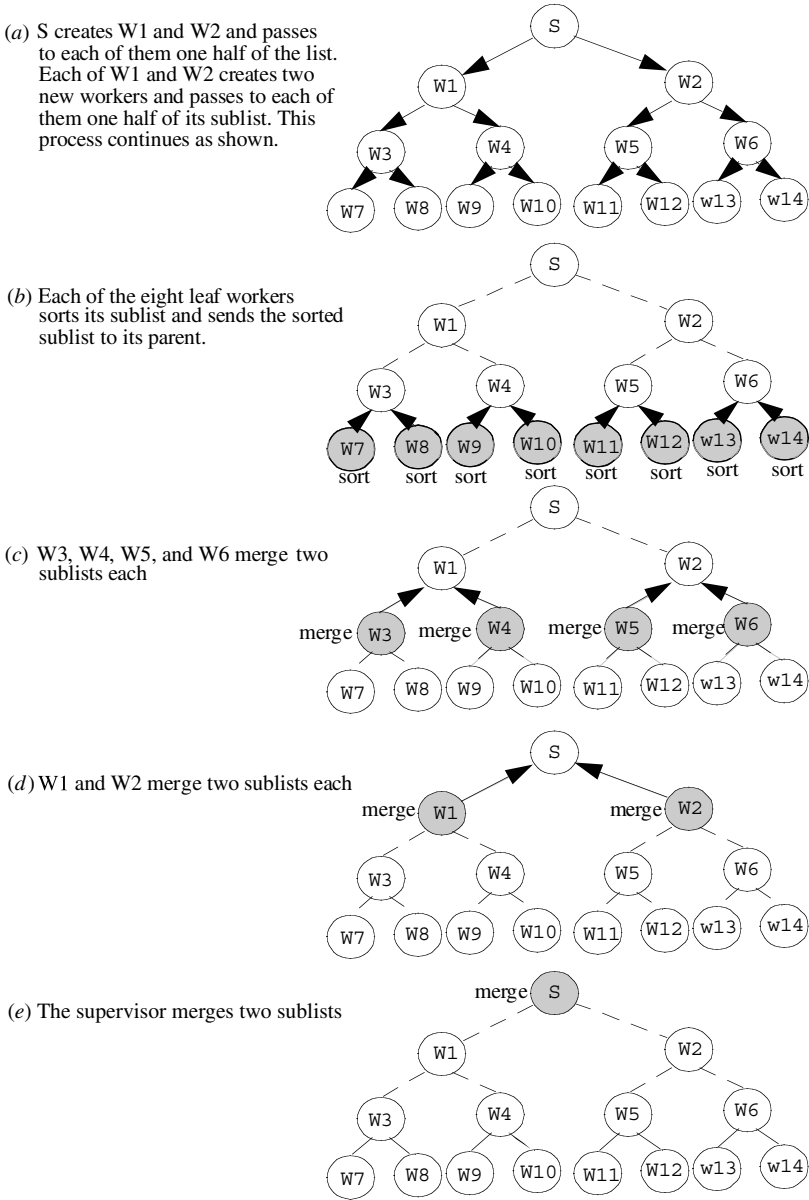 (a) S creates W1 and W2 and passes
to each of them one half of the list.
Each of W1 and W2 creates two
new workers and passes to each of
them one half of its sublist. This
process continues as shown.
S
W1
W2
W3
W4
W5
W6
W7
W8
W9
W10
W11
W12
w13
w14
(b) Each of the eight leaf workers
sorts its sublist and sends the sorted
sublist to its parent.
S
W1
W2
W3
W4
W5
W6
W7
W8
W9
W10
W11
W12
w13
w14
sort
sort
sort
sort
sort
sort
sort
sort
(c) W3, W4, W5, and W6 merge two
sublists each
S
W1
W2
merge W3
merge W4
merge W5
merge W6
W7
W8
W9
W10
W11
W12
w13
w14
(d) W1 and W2 merge two sublists each
S
merge W1
merge W2
W3
W4
W5
W6
W7
W8
W9
W10
W11
W12
w13
w14
(e) The supervisor merges two sublists
merge S
W1
W2
W3
W4
W5
W6
W7
W8
W9
W10
W11
W12
w13
w14